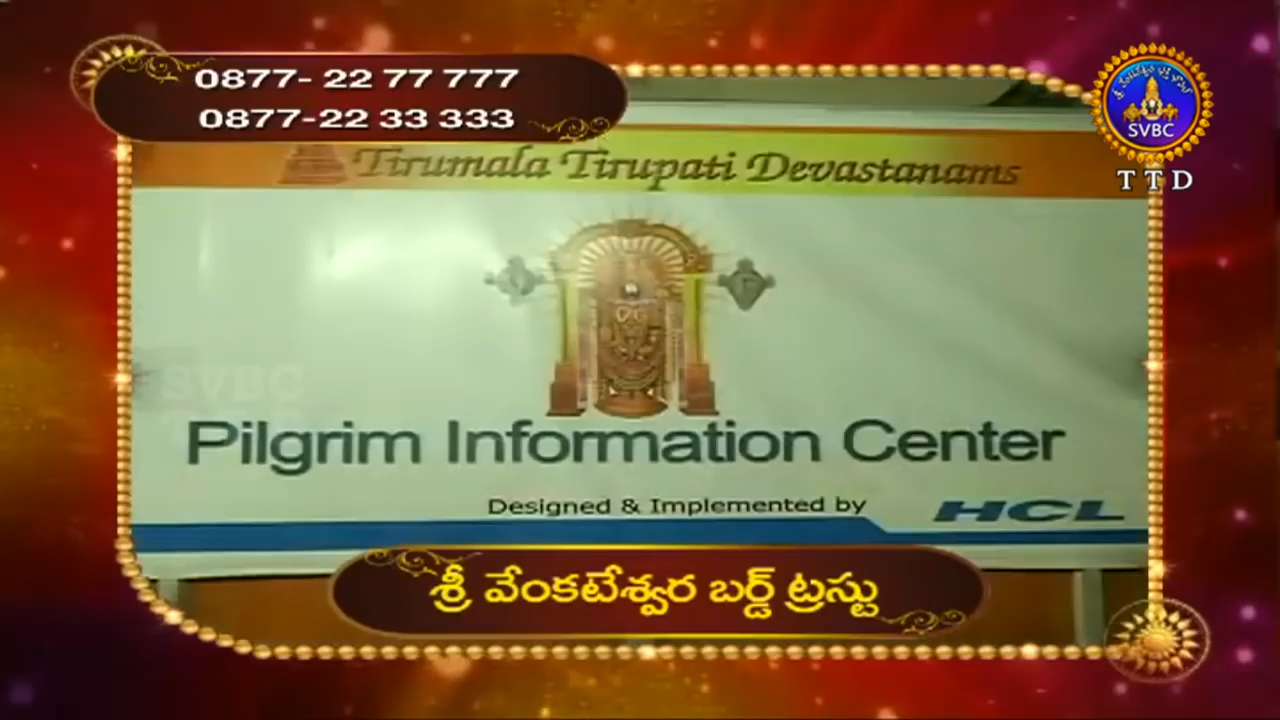 0877- 22 77 777
0877-22 33 333
SVBC
TTD
Tirumala Tirupati Devastanams
SVBC
Pilgrim Information Center
Designed & Implemented by HCL
శ్రీ వేంకటేశ్వర బర్డ్ ట్రస్టు